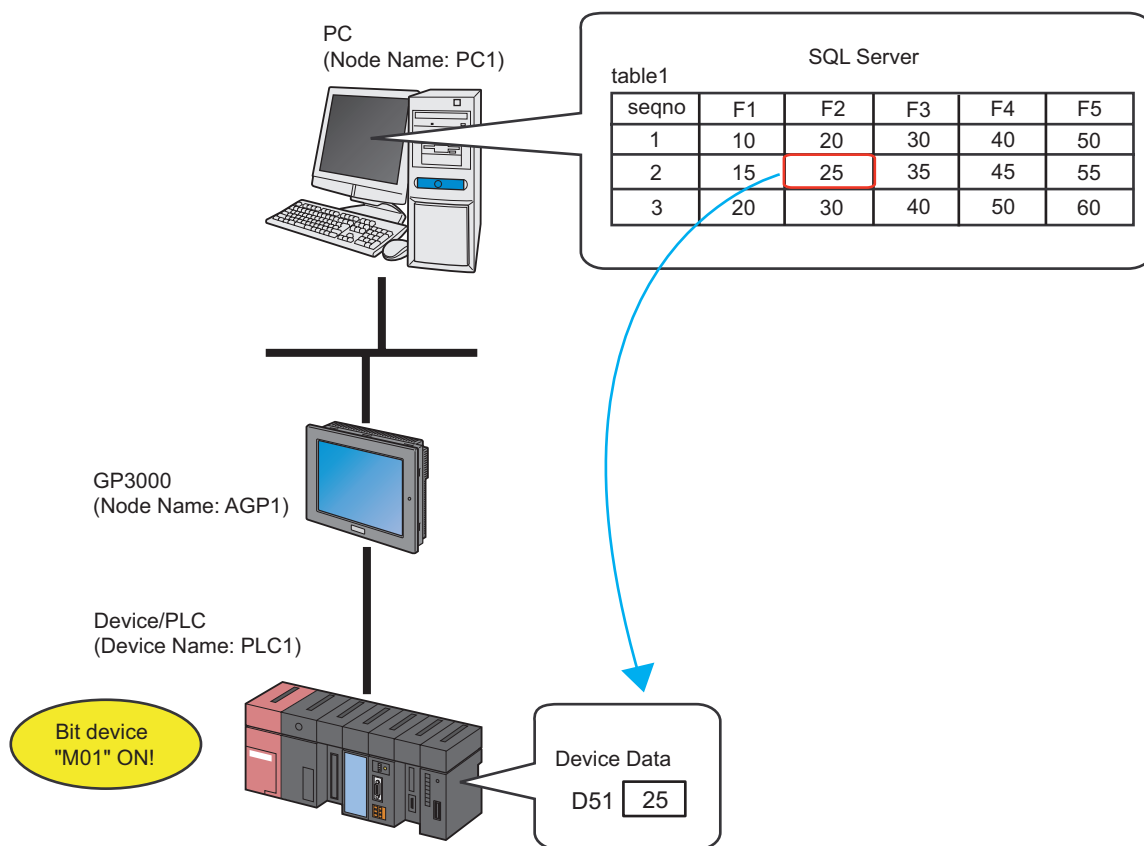 PC
(Node Name: PC1)
SQL Server
table1
seqno F1 F2 F3 F4 F5
1 10 20 30 40 50
2 15 25 35 45 55
3 20 30 40 50 60
GP3000
(Node Name: AGP1)
Device/PLC
(Device Name: PLC1)
Bit device
"M01" ON!
Device Data
D51 25